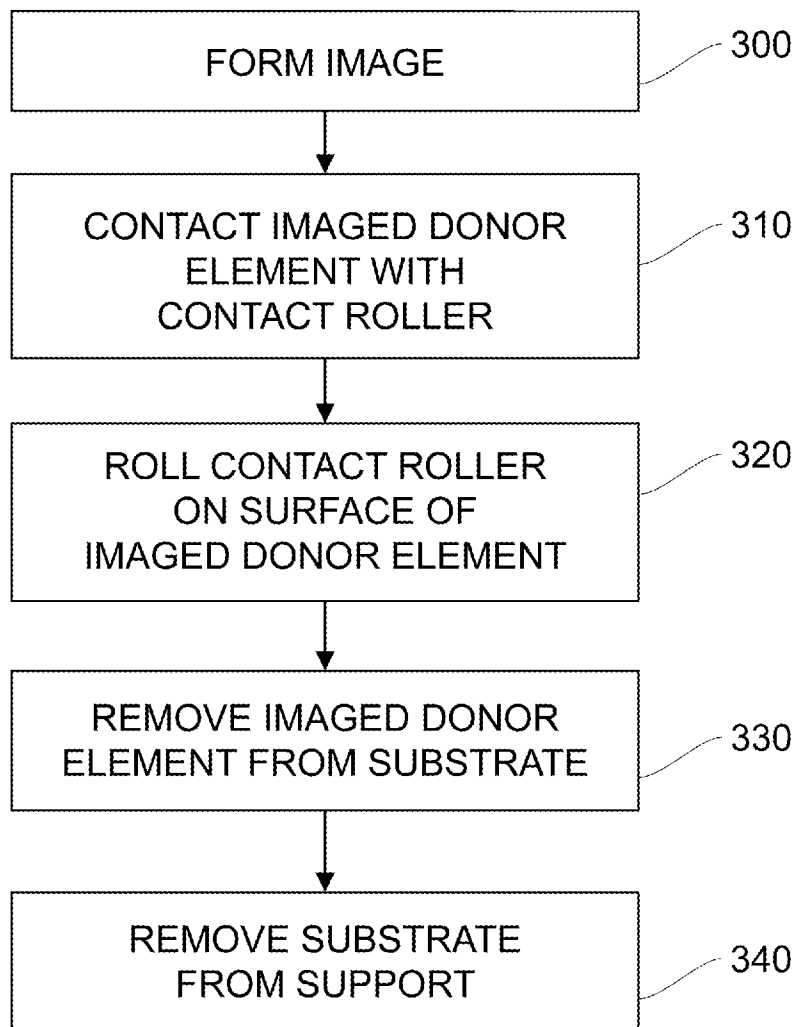 FORM IMAGE
300
CONTACT IMAGED DONOR
ELEMENT WITH
CONTACT ROLLER
310
ROLL CONTACT ROLLER
ON SURFACE OF
IMAGED DONOR ELEMENT
320
REMOVE IMAGED DONOR
ELEMENT FROM SUBSTRATE
330
REMOVE SUBSTRATE
FROM SUPPORT
340